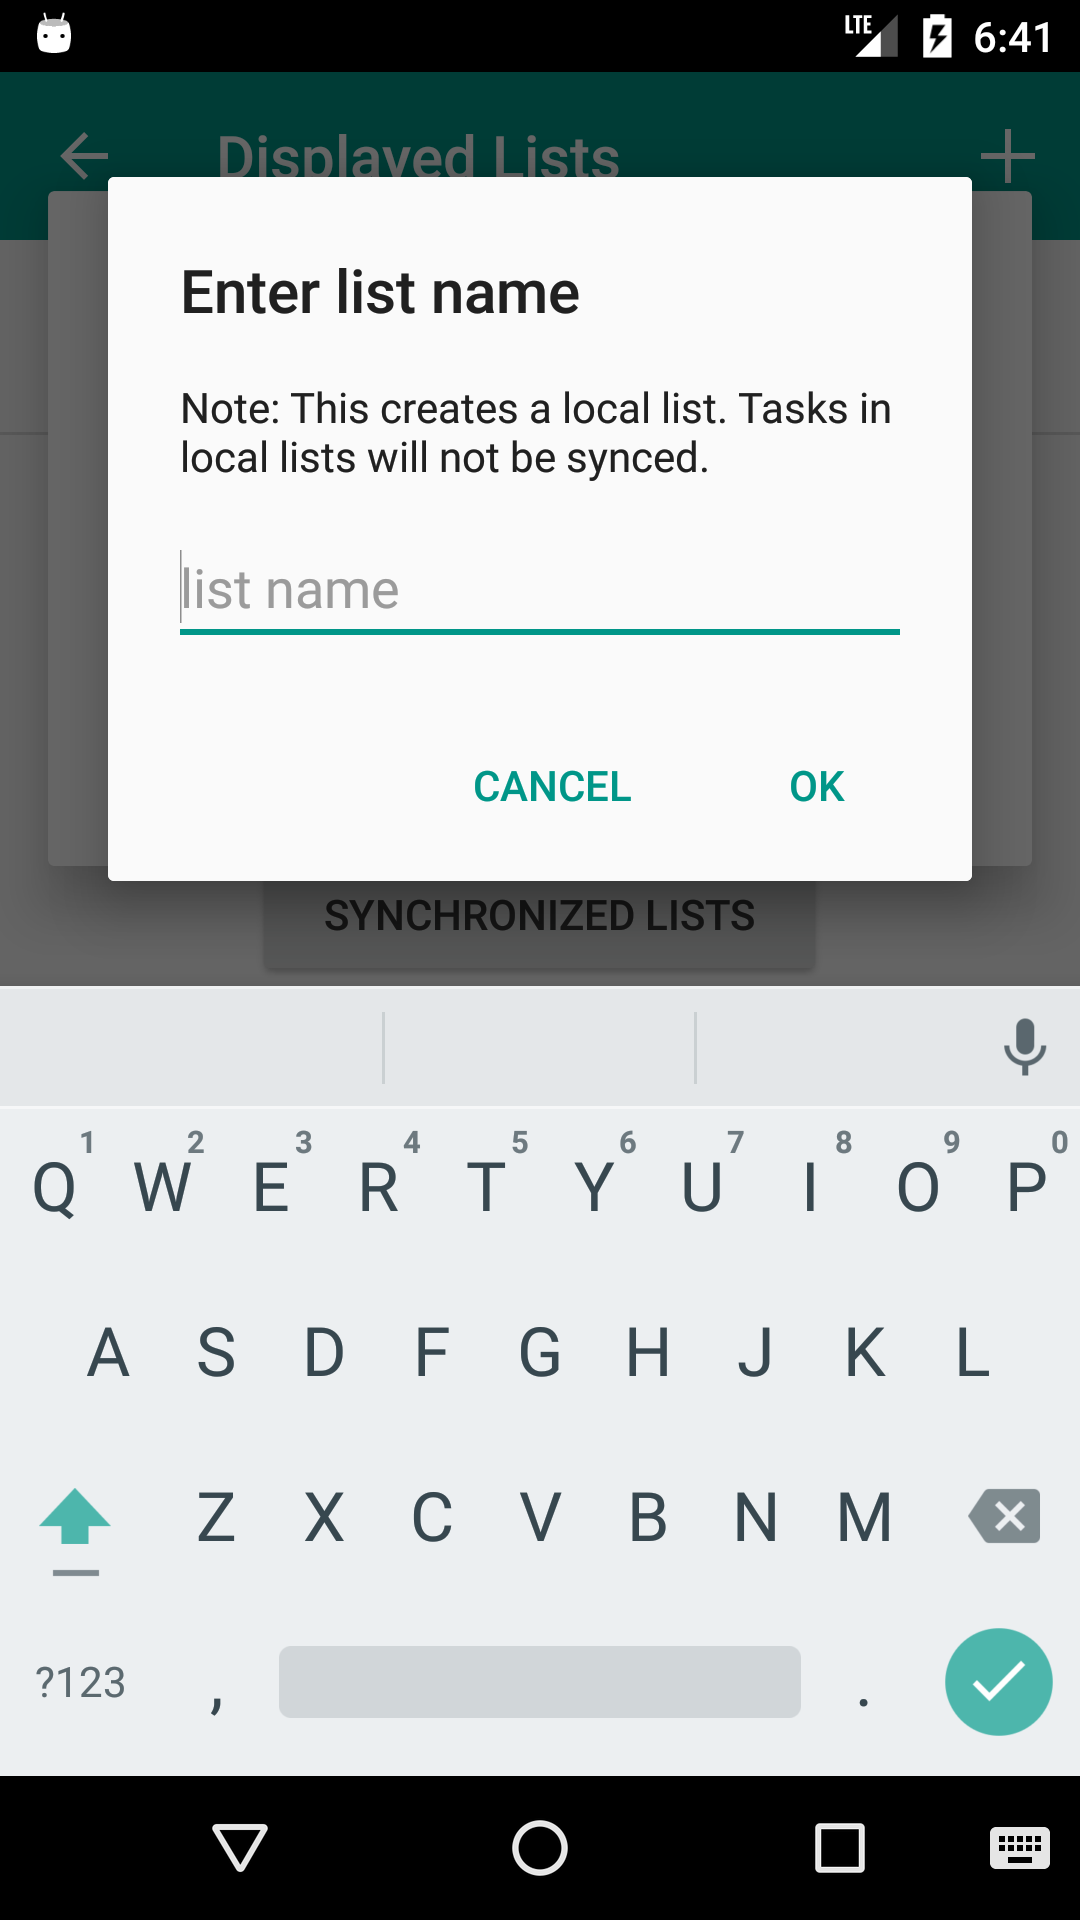 LTE 6:41
Displayed Lists
Enter list name
Note: This creates a local list. Tasks in
local lists will not be synced.
list name
CANCEL OK
SYNCHRONIZED LISTS
1 2 3 4 5 6 7 8 9 0
Q W E R T Y U I O P
A S D F G H J K L
Z X C V B N M
?123 , .